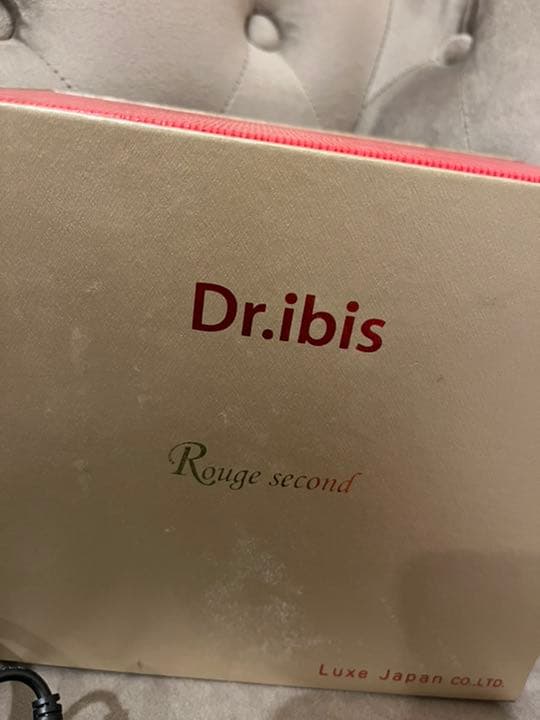 Dr.ibis
Rouge second
Luxe Japan CO.,LTD.